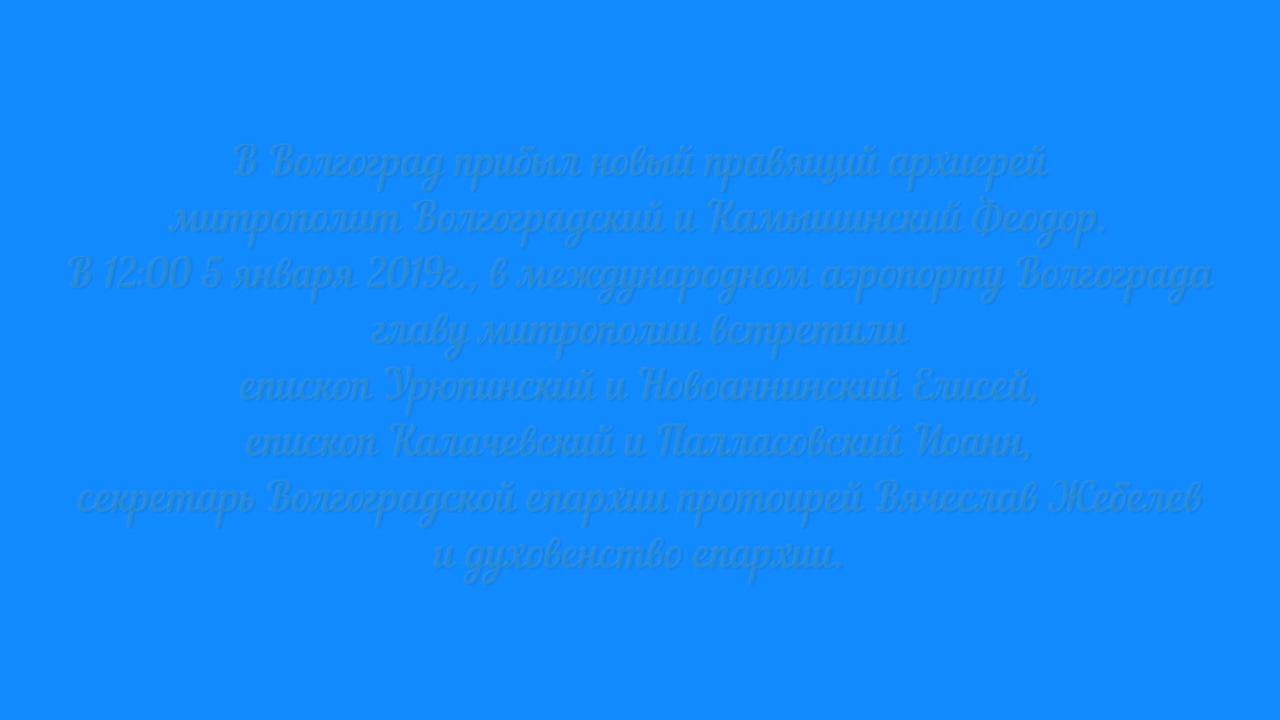 В Волгоград прибыл новый правящий архиерей
митрополит Волгоградский и Камышинский Феодор.
В 12:00 5 января 2019г., в международном аэропорту Волгограда
главу митрополии встретили
епископ Урюпинский и Новоаннинский Елисей,
епископ Калачевский и Палласовский Иоанн,
секретарь Волгоградской епархии протоирей Вячеслав Жебелев
и духовенство епархии.